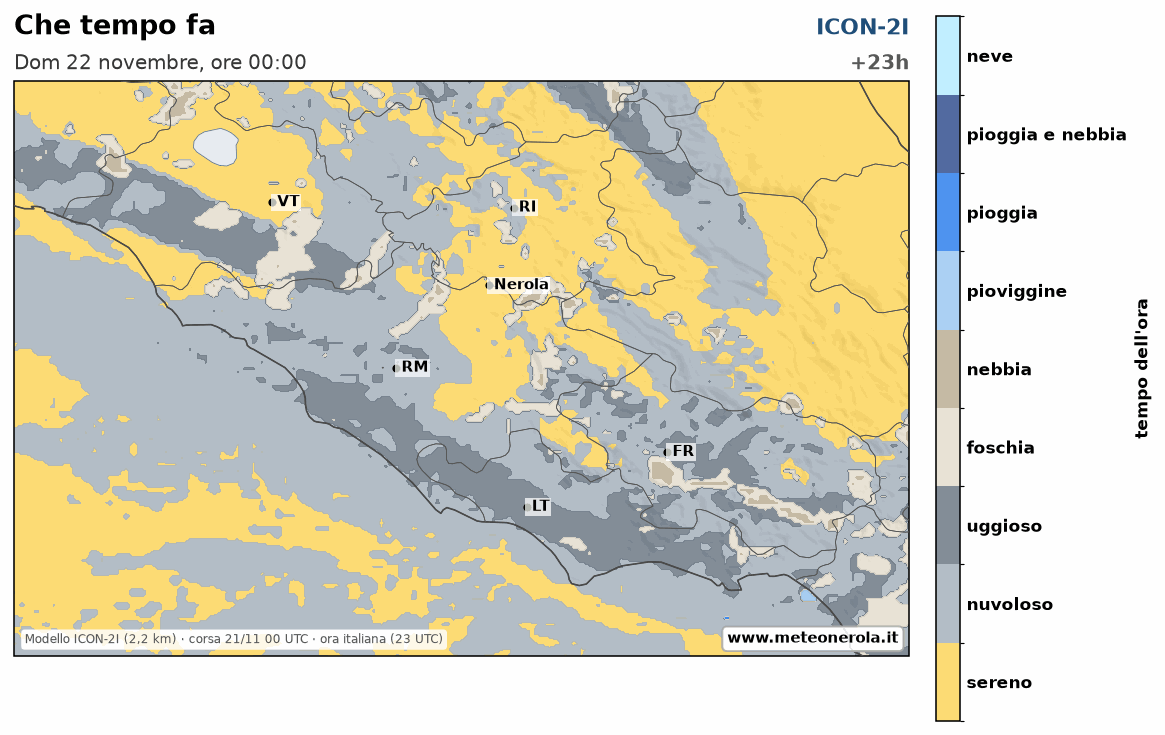 Che tempo fa
ICON-2I
Dom 22 novembre, ore 00:00
+23h
neve
pioggia e nebbia
pioggia
pioviggine
nebbia
foschia
uggioso
nuvoloso
sereno
tempo dell'ora
VT
RI
Nerola
RM
FR
LT
Modello ICON-2I (2,2 km) · corsa 21/11 00 UTC · ora italiana (23 UTC)
www.meteonerola.it